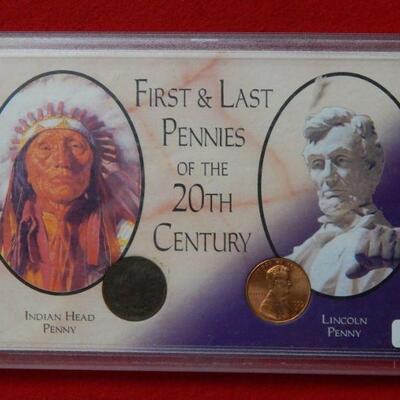 FIRST & LAST
PENNIES
OF THE
20TH
CENTURY
INDIAN HEAD
PENNY
LINCOLN
PENNY